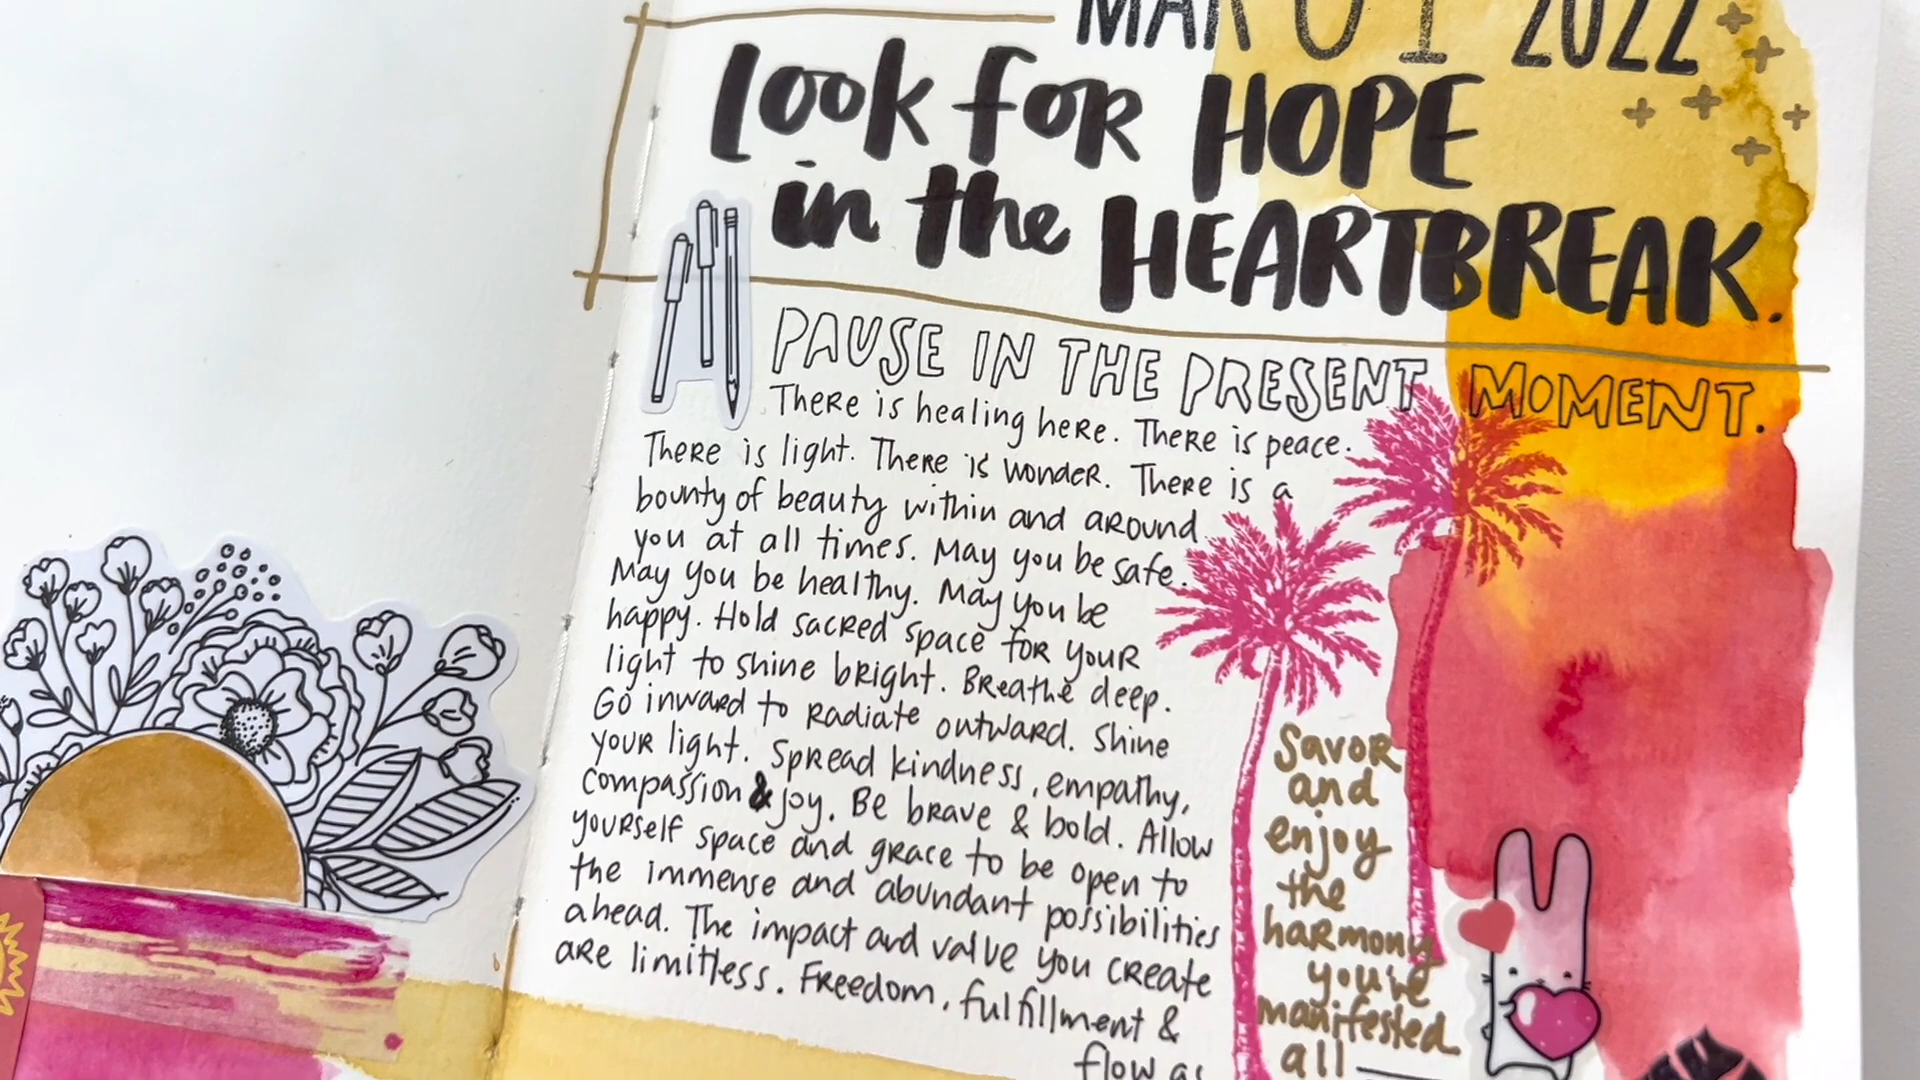 MAR 01 2022
Look for HOPE
in the HEARTBREAK.
PAUSE IN THE PRESENT MOMENT.
There is healing here. There is peace.
There is light. There is wonder. There is a
bounty of beauty within and around
you at all times. May you be safe.
May you be healthy. May you be
happy. Hold sacred space for your
light to shine bright. Breathe deep.
Go inward to radiate outward. Shine
your light. Spread kindness, empathy,
compassion & joy. Be brave & bold. Allow
yourself space and grace to be open to
the immense and abundant possibilities
ahead. The impact and value you create
are limitless. Freedom, fulfillment &
flow as
Savor
and
enjoy
the
harmony
you've
manifested
all